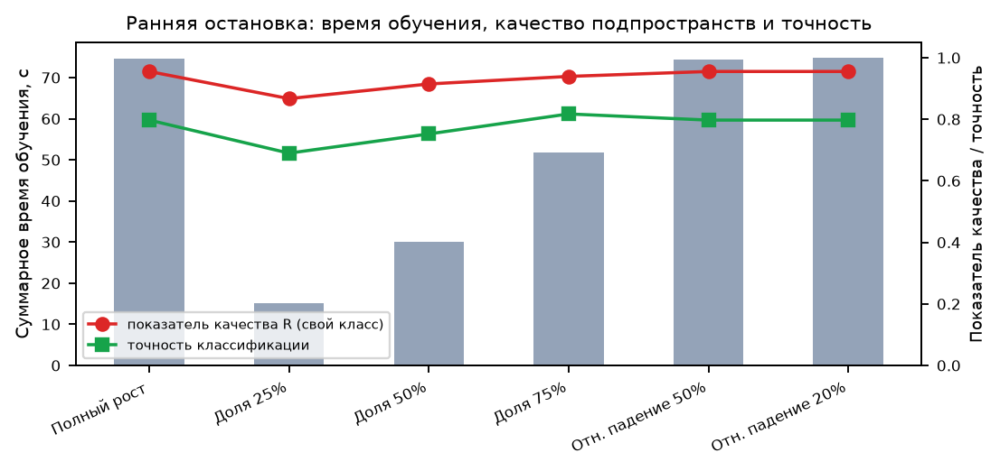 Ранняя остановка: время обучения, качество подпространств и точность
Суммарное время обучения, с
70
60
50
40
30
20
10
0
1.0
0.8
0.6
0.4
0.2
0.0
Показатель качества / точность
показатель качества R (свой класс)
точность классификации
Полный рост
Доля 25%
Доля 50%
Доля 75%
Отн. падение 50%
Отн. падение 20%